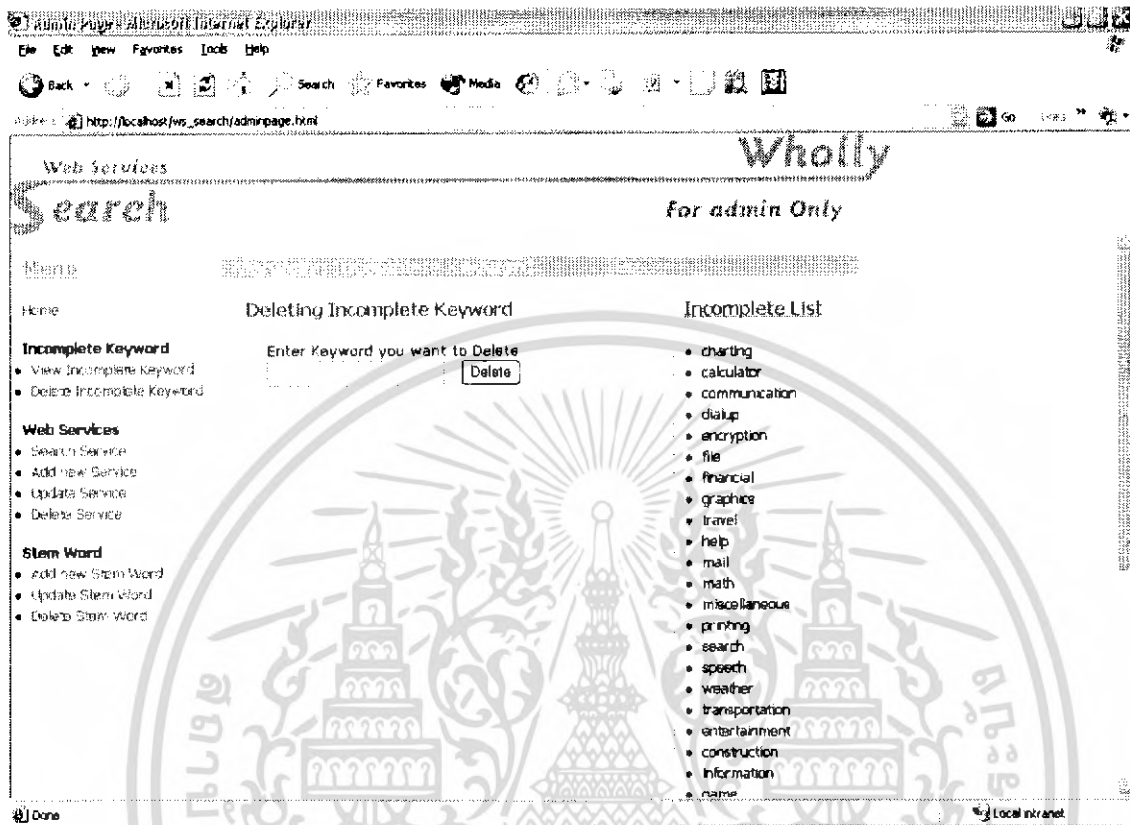 Admin Page - Microsoft Internet Explorer
File Edit View Favorites Tools Help
Back Search Favorites Media
http://localhost/ws_search/adminpage.html Go Links »
Web Services
Search
Wholly
For admin Only
Menu
Home
Incomplete Keyword
• View Incomplete Keyword
• Delete Incomplete Keyword
Web Services
• Search Service
• Add new Service
• Update Service
• Delete Service
Stem Word
• Add new Stem Word
• Update Stem Word
• Delete Stem Word
Deleting Incomplete Keyword
Enter Keyword you want to Delete
Delete
Incomplete List
• charting
• calculator
• communication
• dialup
• encryption
• file
• financial
• graphics
• travel
• help
• mail
• math
• miscellaneous
• printing
• search
• speech
• weather
• transportation
• entertainment
• construction
• information
• game
Done
Local intranet